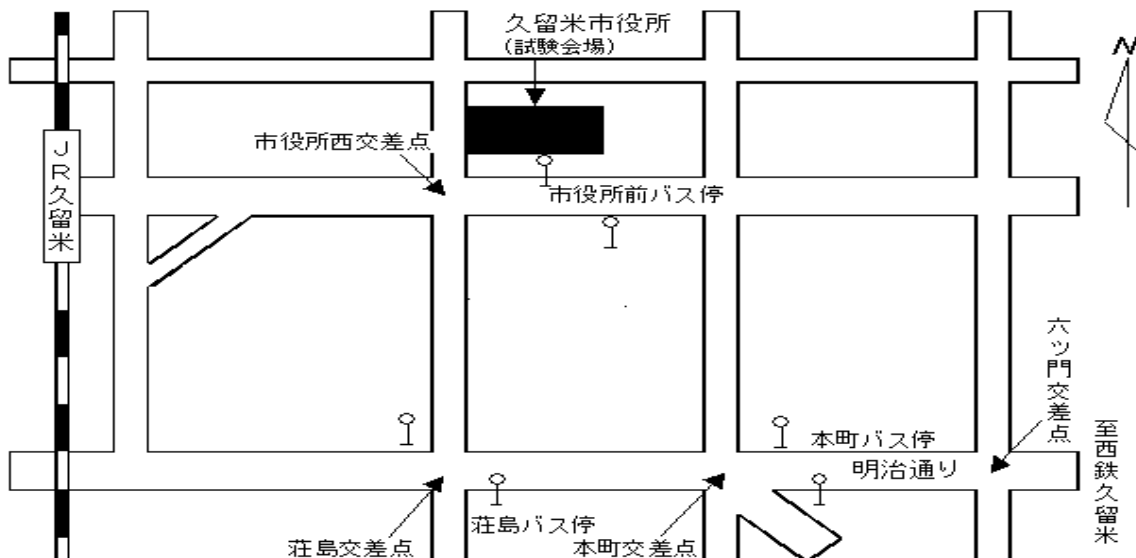 久留米市役所
(試験会場)
N
市役所西交差点
JR久留米
市役所前バス停
六ツ門交差点
本町バス停
明治通り
至西鉄久留米
荘島バス停
荘島交差点
本町交差点